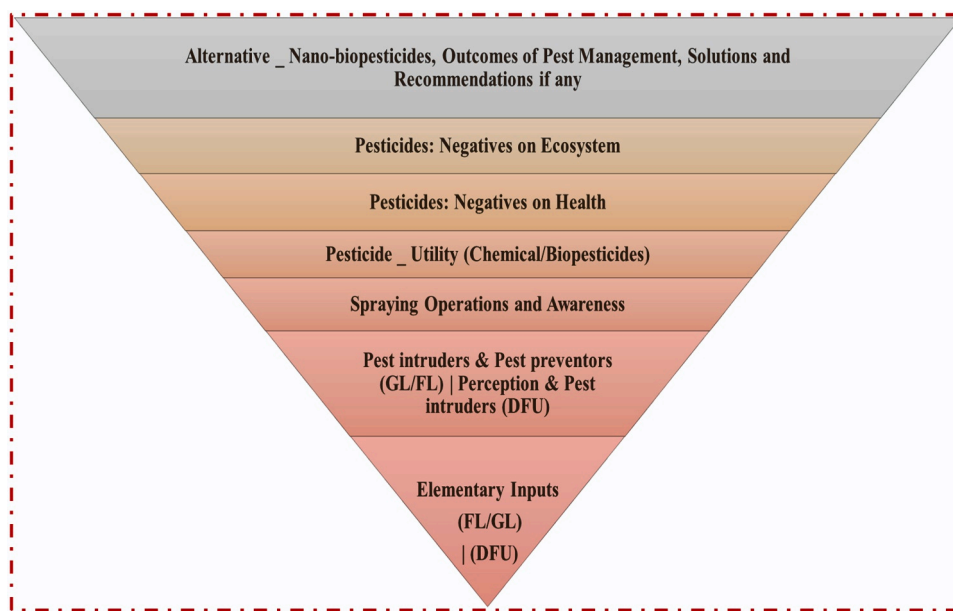 Alternative _ Nano-biopesticides, Outcomes of Pest Management, Solutions and
Recommendations if any
Pesticides: Negatives on Ecosystem
Pesticides: Negatives on Health
Pesticide _ Utility (Chemical/Biopesticides)
Spraying Operations and Awareness
Pest intruders & Pest preventors
(GL/FL) | Perception & Pest
intruders (DFU)
Elementary Inputs
(FL/GL)
| (DFU)